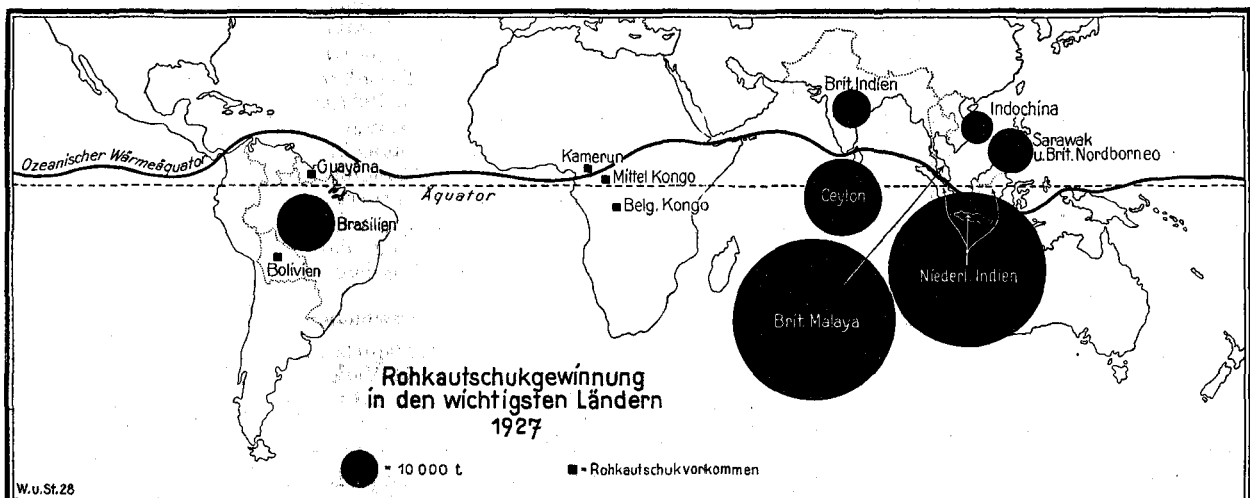 Brit. Indien
Indochina
Sarawak
u. Brit. Nordborneo
Ozeanischer Wärmeäquator
Guayana
Kamerun
Mittel Kongo
Äquator
Belg. Kongo
Ceylon
Brasilien
Bolivien
Niederl. Indien
Brit. Malaya
Rohkautschukgewinnung
in den wichtigsten Ländern
1927
= 10 000 t
= Rohkautschukvorkommen
W.u.St.28